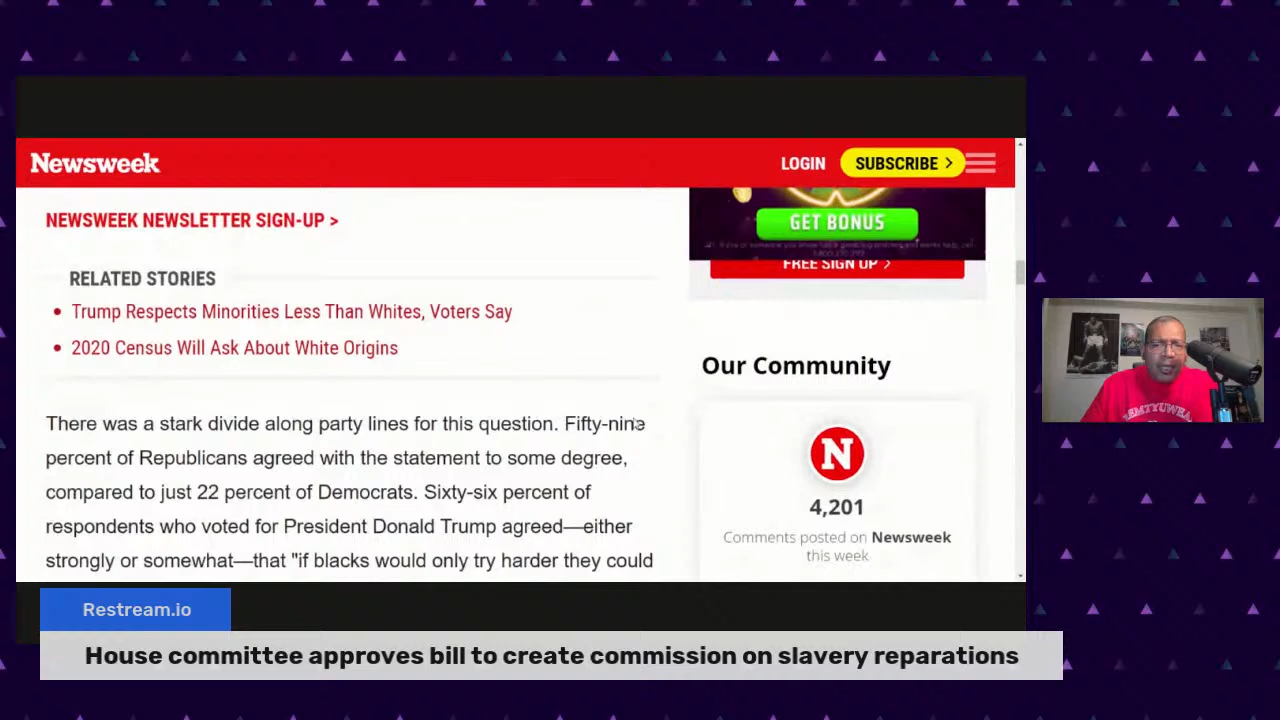 Newsweek
LOGIN
SUBSCRIBE >
NEWSWEEK NEWSLETTER SIGN-UP >
GET BONUS
FREE SIGN UP >
RELATED STORIES
Trump Respects Minorities Less Than Whites, Voters Say
2020 Census Will Ask About White Origins
There was a stark divide along party lines for this question. Fifty-nine
percent of Republicans agreed with the statement to some degree,
compared to just 22 percent of Democrats. Sixty-six percent of
respondents who voted for President Donald Trump agreed—either
strongly or somewhat—that "if blacks would only try harder they could
Our Community
N
4,201
Comments posted on Newsweek
this week
Restream.io
House committee approves bill to create commission on slavery reparations